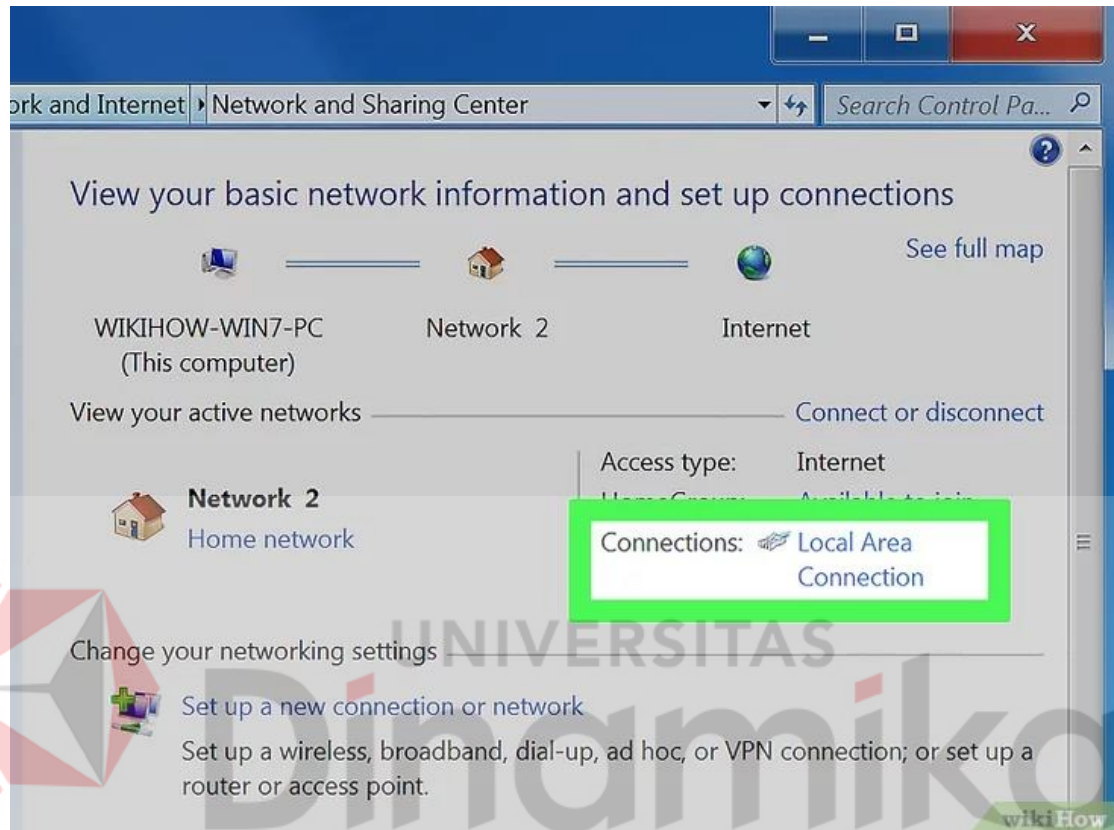 ork and Internet Network and Sharing Center Search Control Pa...
View your basic network information and set up connections
See full map
WIKIHOW-WIN7-PC Network 2 Internet
(This computer)
View your active networks Connect or disconnect
Access type: Internet
HomeGroup: Available to join
Network 2
Home network
Connections: Local Area
Connection
UNIVERSITAS
Dinamika
Change your networking settings
Set up a new connection or network
Set up a wireless, broadband, dial-up, ad hoc, or VPN connection; or set up a
router or access point.
wikiHow